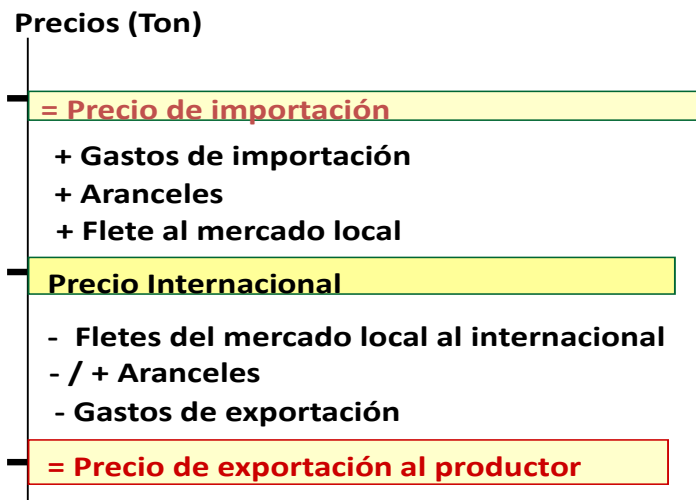 Precios (Ton)
= Precio de importación
+ Gastos de importación
+ Aranceles
+ Flete al mercado local
Precio Internacional
- Fletes del mercado local al internacional
- / + Aranceles
- Gastos de exportación
= Precio de exportación al productor